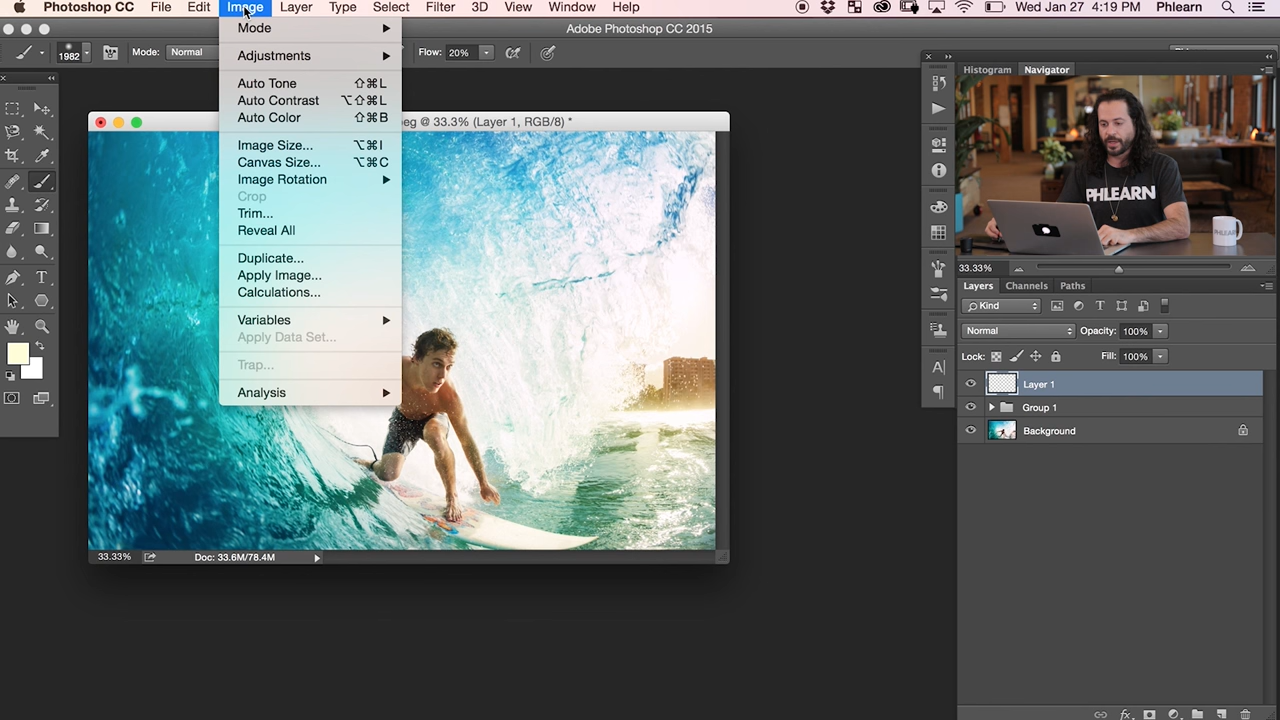 Photoshop CC File Edit Image Layer Type Select Filter 3D View Window Help Wed Jan 27 4:19 PM Phlearn
Adobe Photoshop CC 2015
1982 Mode: Normal Flow: 20%
Mode
Adjustments
Auto Tone ⇧⌘L
Auto Contrast ⌥⇧⌘L
Auto Color ⇧⌘B
Image Size... ⌥⌘I
Canvas Size... ⌥⌘C
Image Rotation
Crop
Trim...
Reveal All
Duplicate...
Apply Image...
Calculations...
Variables
Apply Data Set...
Trap...
Analysis
eg @ 33.3% (Layer 1, RGB/8) *
33.33% Doc: 33.6M/78.4M
Histogram Navigator
PHLEARN
PHLEARN
33.33%
Layers Channels Paths
Kind
Normal Opacity: 100%
Lock: Fill: 100%
Layer 1
Group 1
Background